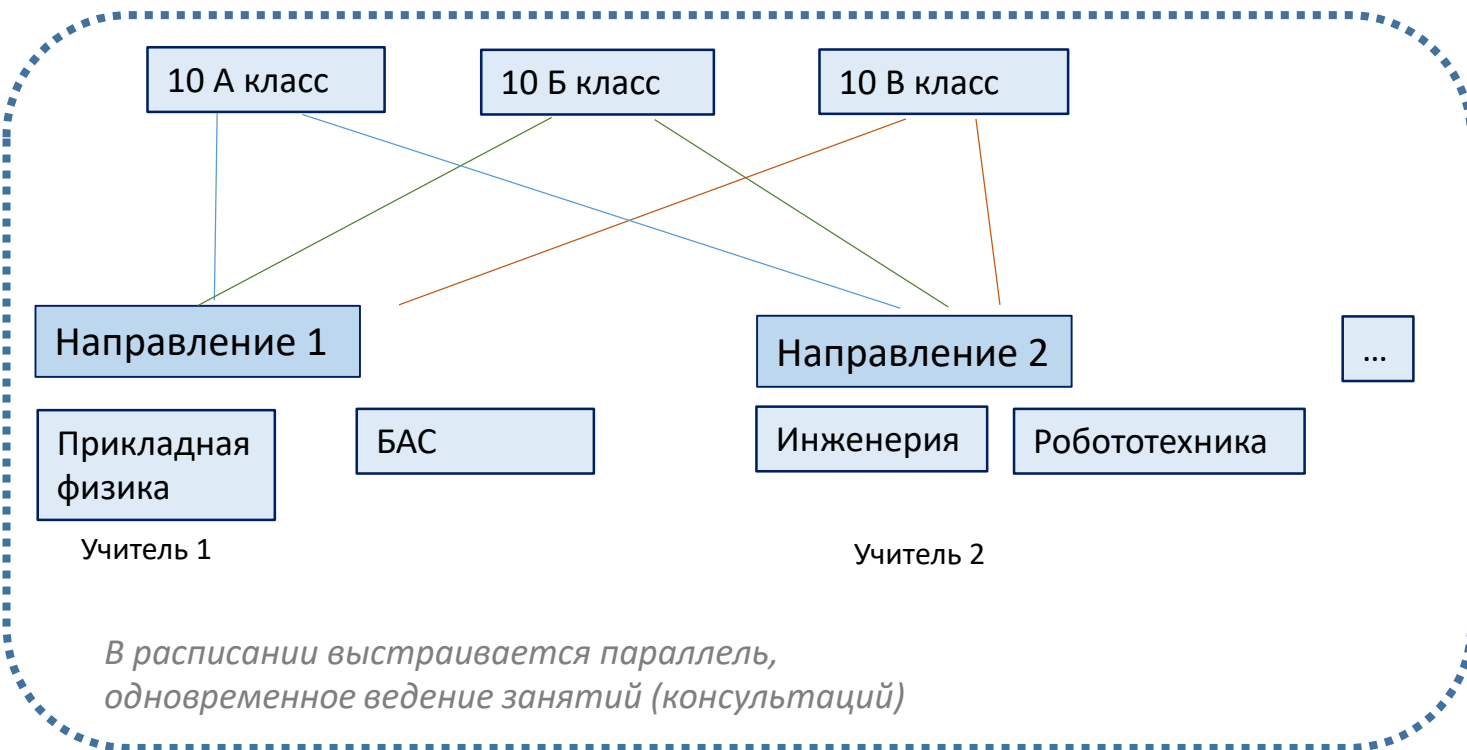 10 А класс
10 Б класс
10 В класс
Направление 1
Направление 2
...
Прикладная
физика
БАС
Инженерия
Робототехника
Учитель 1
Учитель 2
В расписании выстраивается параллель,
одновременное ведение занятий (консультаций)